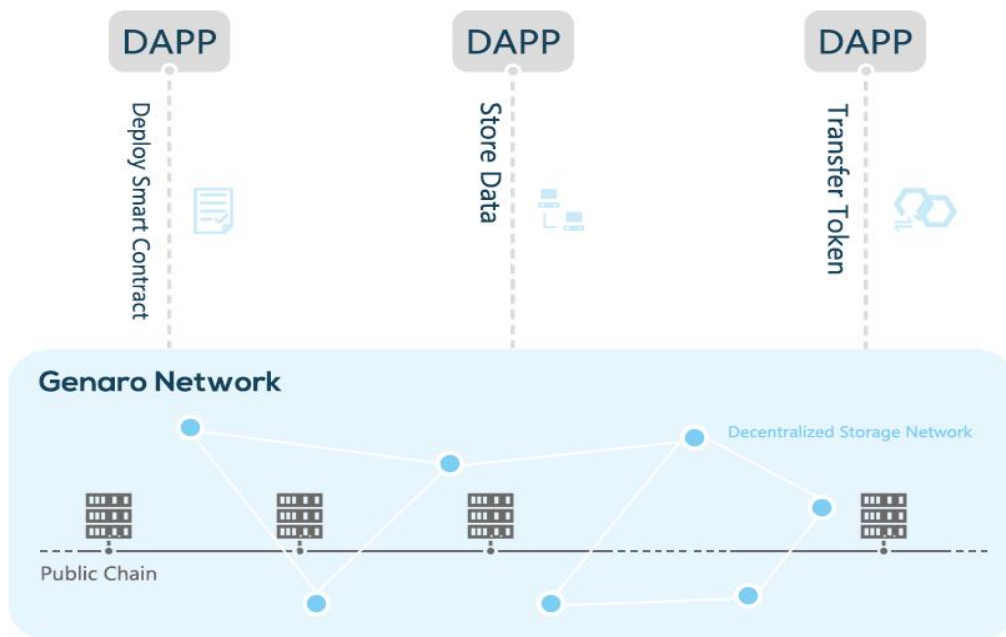 DAPP
DAPP
DAPP
Deploy Smart Contract
Store Data
Transfer Token
Genaro Network
Decentralized Storage Network
Public Chain